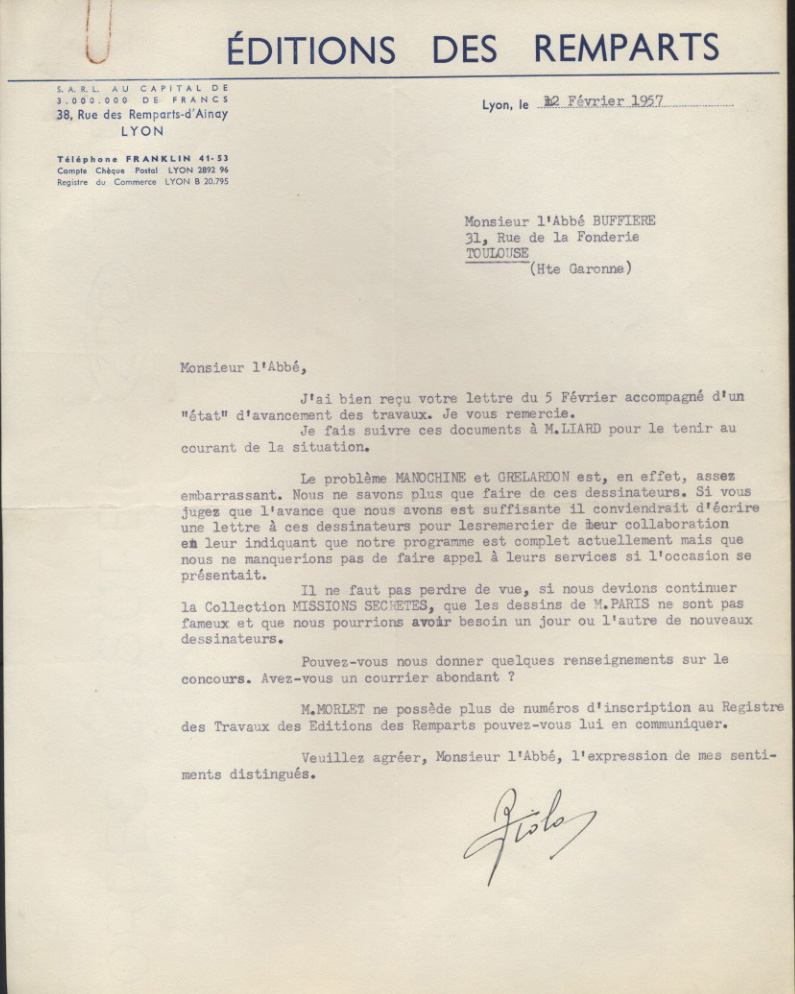 ÉDITIONS DES REMPARTS
S.A.R.L. AU CAPITAL DE
3.000.000 DE FRANCS
38, Rue des Remparts-d'Ainay
LYON
Téléphone FRANKLIN 41-53
Compte Chèque Postal LYON 2892 96
Registre du Commerce LYON B 20.795
Lyon, le 12 Février 1957
Monsieur l'Abbé BUFFIERE
31, Rue de la Fonderie
TOULOUSE
(Hte Garonne)
Monsieur l'Abbé,
J'ai bien reçu votre lettre du 5 Février accompagné d'un
"état" d'avancement des travaux. Je vous remercie.
Je fais suivre ces documents à M.LIARD pour le tenir au
courant de la situation.
Le problème MANOCHINE et GRELARDON est, en effet, assez
embarrassant. Nous ne savons plus que faire de ces dessinateurs. Si vous
jugez que l'avance que nous avons est suffisante il conviendrait d'écrire
une lettre à ces dessinateurs pour lesremercier de leur collaboration
en leur indiquant que notre programme est complet actuellement mais que
nous ne manquerions pas de faire appel à leurs services si l'occasion se
présentait.
Il ne faut pas perdre de vue, si nous devions continuer
la Collection MISSIONS SECRETES, que les dessins de M.PARIS ne sont pas
fameux et que nous pourrions avoir besoin un jour ou l'autre de nouveaux
dessinateurs.
Pouvez-vous nous donner quelques renseignements sur le
concours. Avez-vous un courrier abondant ?
M.MORLET ne possède plus de numéros d'inscription au Registre
des Travaux des Editions des Remparts pouvez-vous lui en communiquer.
Veuillez agréer, Monsieur l'Abbé, l'expression de mes senti-
ments distingués.